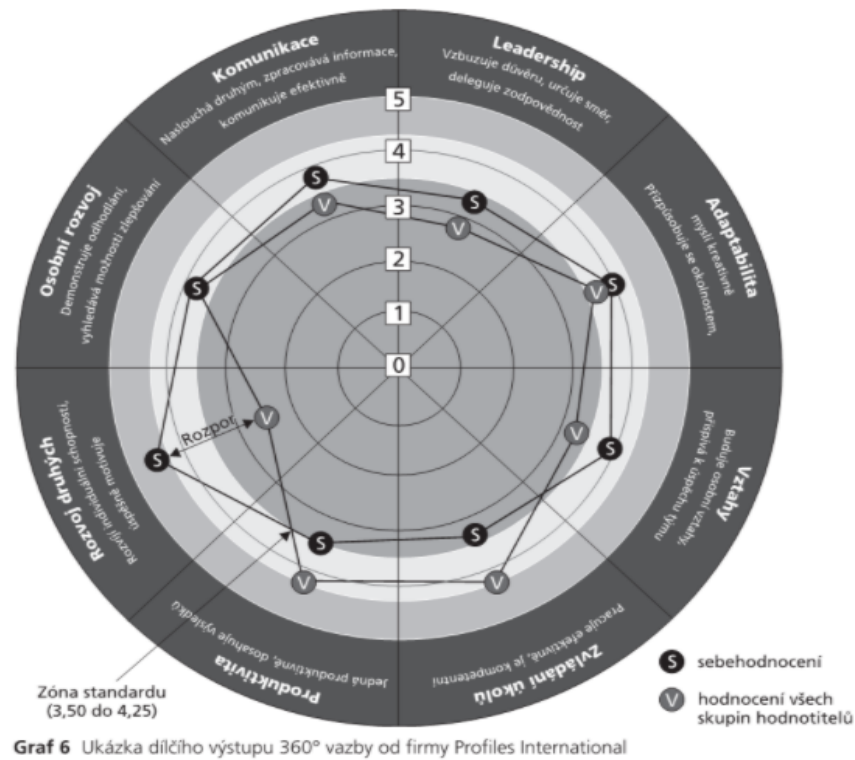 Komunikace
Naslouchá druhým, zpracovává informace,
komunikuje efektivně
Leadership
Vzbuzuje důvěru, určuje směr,
deleguje zodpovědnost
Adaptabilita
myslí kreativně
Přizpůsobuje se okolnostem,
Vztahy
Buduje osobní vztahy,
přispívá k úspěchu týmu
Zvládání úkolů
Pracuje efektivně, je kompetentní
Produktivita
Jedná produktivně, dosahuje výsledků
Rozvoj druhých
Rozvíjí individuální schopnosti,
úspěšně motivuje
Osobní rozvoj
Demonstruje odhodlání,
vyhledává možnosti zlepšování
5
4
3
2
1
0
S
V
S
V
S
V
S
V
S
V
S
V
S
V
S
Rozpor
Zóna standardu
(3,50 do 4,25)
S sebehodnocení
V hodnocení všech
skupin hodnotitelů
Graf 6 Ukázka dílčího výstupu 360° vazby od firmy Profiles International